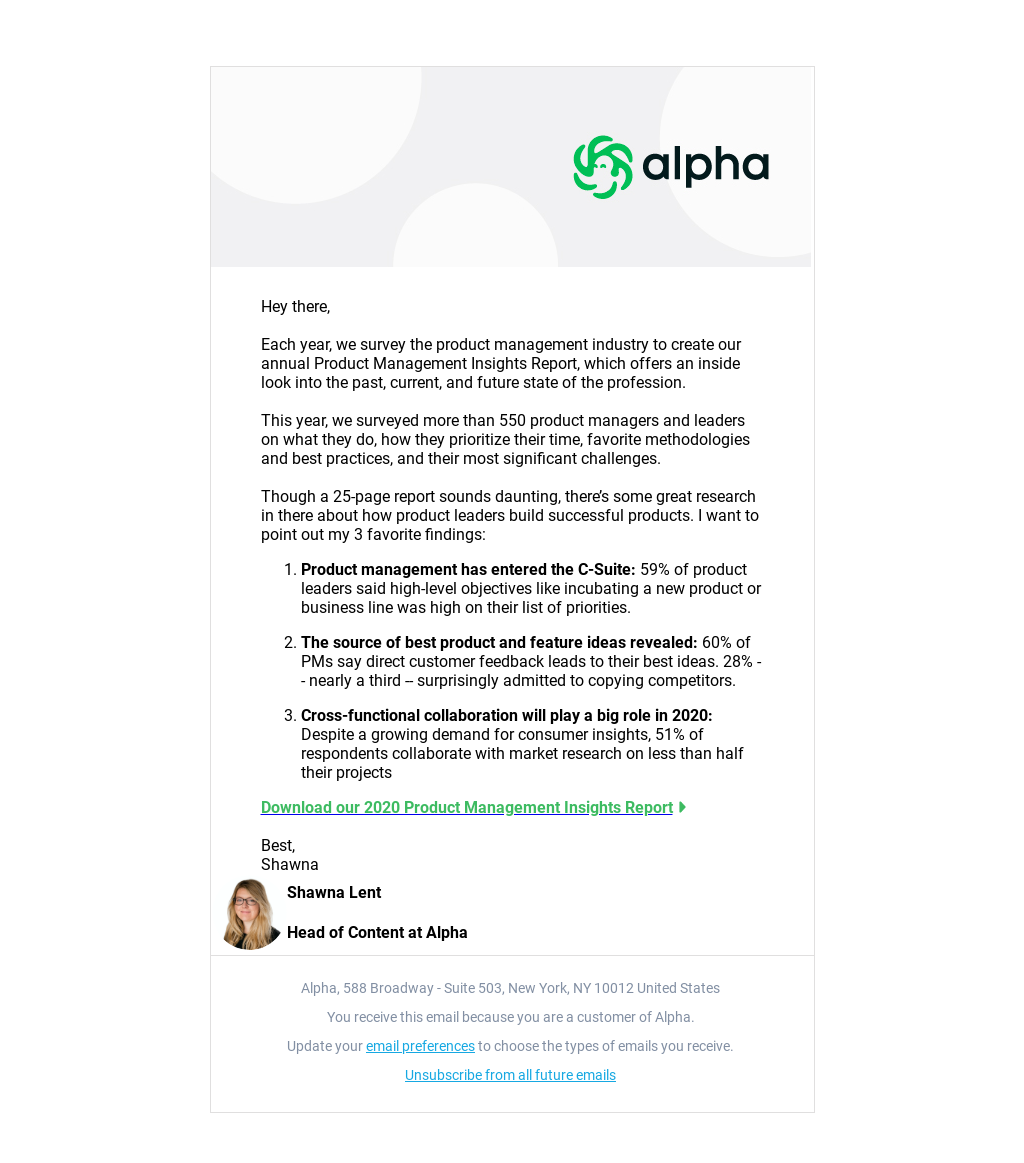 alpha
Hey there,
Each year, we survey the product management industry to create our
annual Product Management Insights Report, which offers an inside
look into the past, current, and future state of the profession.
This year, we surveyed more than 550 product managers and leaders
on what they do, how they prioritize their time, favorite methodologies
and best practices, and their most significant challenges.
Though a 25-page report sounds daunting, there’s some great research
in there about how product leaders build successful products. I want to
point out my 3 favorite findings:
1. Product management has entered the C-Suite: 59% of product
leaders said high-level objectives like incubating a new product or
business line was high on their list of priorities.
2. The source of best product and feature ideas revealed: 60% of
PMs say direct customer feedback leads to their best ideas. 28% -
- nearly a third -- surprisingly admitted to copying competitors.
3. Cross-functional collaboration will play a big role in 2020:
Despite a growing demand for consumer insights, 51% of
respondents collaborate with market research on less than half
their projects
Download our 2020 Product Management Insights Report
Best,
Shawna
Shawna Lent
Head of Content at Alpha
Alpha, 588 Broadway - Suite 503, New York, NY 10012 United States
You receive this email because you are a customer of Alpha.
Update your email preferences to choose the types of emails you receive.
Unsubscribe from all future emails